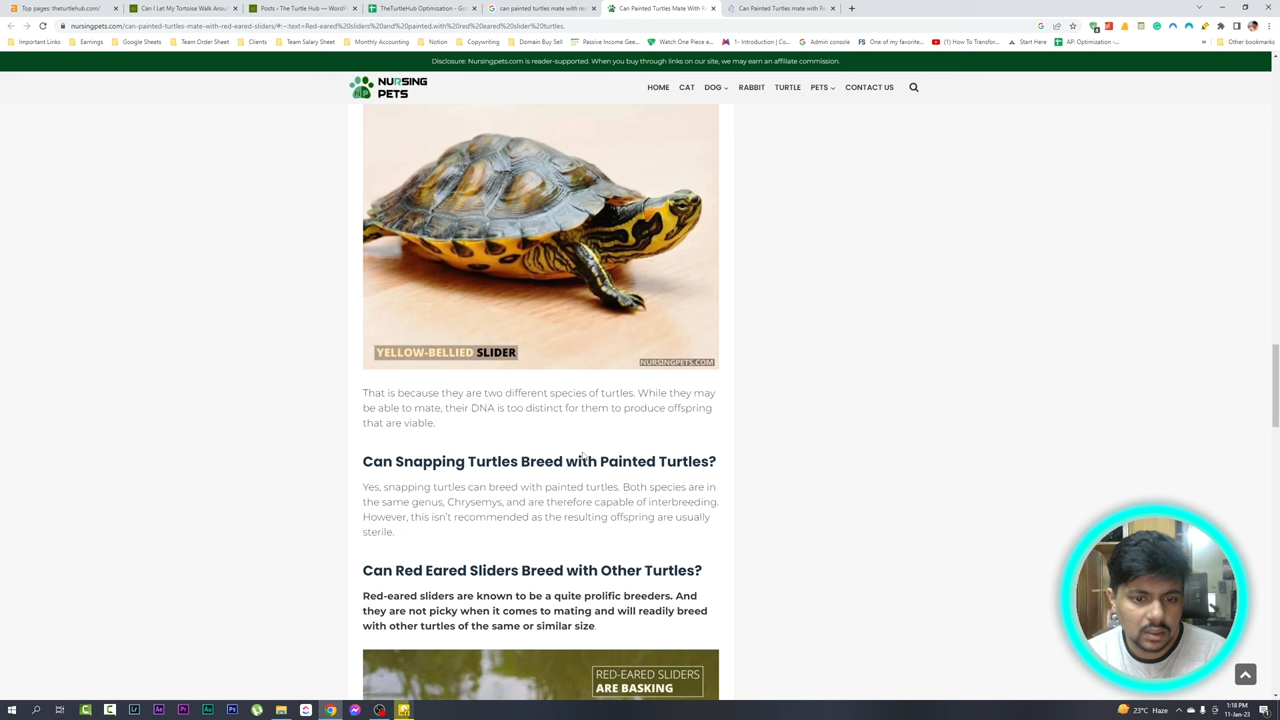 Top pages: theturtlehub.com/
Can I Let My Tortoise Walk Aroun
Posts ‹ The Turtle Hub — WordPr
TheTurtleHub Optimization - Goo
can painted turtles mate with red
Can Painted Turtles Mate With R
Can Painted Turtles mate with Re
nursingpets.com/can-painted-turtles-mate-with-red-eared-sliders/#:~:text=Red-eared%20sliders%20and%20painted,with%20red%20eared%20slider%20turtles.
Important Links
Earnings
Google Sheets
Team Order Sheet
Clients
Team Salary Sheet
Monthly Accounting
Notion
Copywriting
Domain Buy Sell
Passive Income Gee...
Watch One Piece e...
1- Introduction | Co...
Admin console
One of my favorite...
(1) How To Transfor...
Start Here
AP: Optimization -...
Other bookmarks
Disclosure: Nursingpets.com is reader-supported. When you buy through links on our site, we may earn an affiliate commission.
NURSING
PETS
HOME
CAT
DOG
RABBIT
TURTLE
PETS
CONTACT US
YELLOW-BELLIED SLIDER
NURSINGPETS.COM
That is because they are two different species of turtles. While they may
be able to mate, their DNA is too distinct for them to produce offspring
that are viable.
Can Snapping Turtles Breed with Painted Turtles?
Yes, snapping turtles can breed with painted turtles. Both species are in
the same genus, Chrysemys, and are therefore capable of interbreeding.
However, this isn't recommended as the resulting offspring are usually
sterile.
Can Red Eared Sliders Breed with Other Turtles?
Red-eared sliders are known to be a quite prolific breeders. And
they are not picky when it comes to mating and will readily breed
with other turtles of the same or similar size.
RED-EARED SLIDERS
ARE BASKING
23°C Haze
1:18 PM
11-Jan-23